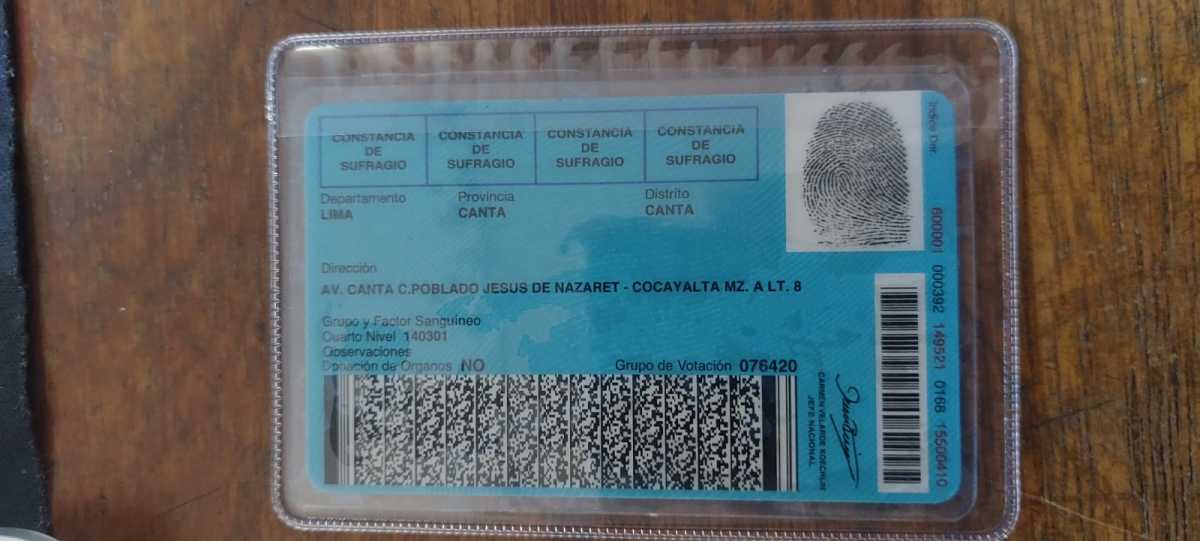 CONSTANCIA DE SUFRAGIO
CONSTANCIA DE SUFRAGIO
CONSTANCIA DE SUFRAGIO
CONSTANCIA DE SUFRAGIO
Indice Der.
Departamento Provincia Distrito
LIMA CANTA CANTA
Dirección
AV. CANTA C.POBLADO JESUS DE NAZARET - COCAYALTA MZ. A LT. 8
Grupo y Factor Sanguineo
Cuarto Nivel 140301
Observaciones
Donación de Organos NO Grupo de Votación 076420
CARMEN VELARDE KOECHLIN
JEFE NACIONAL
600001 000392 149521 0168 15500410